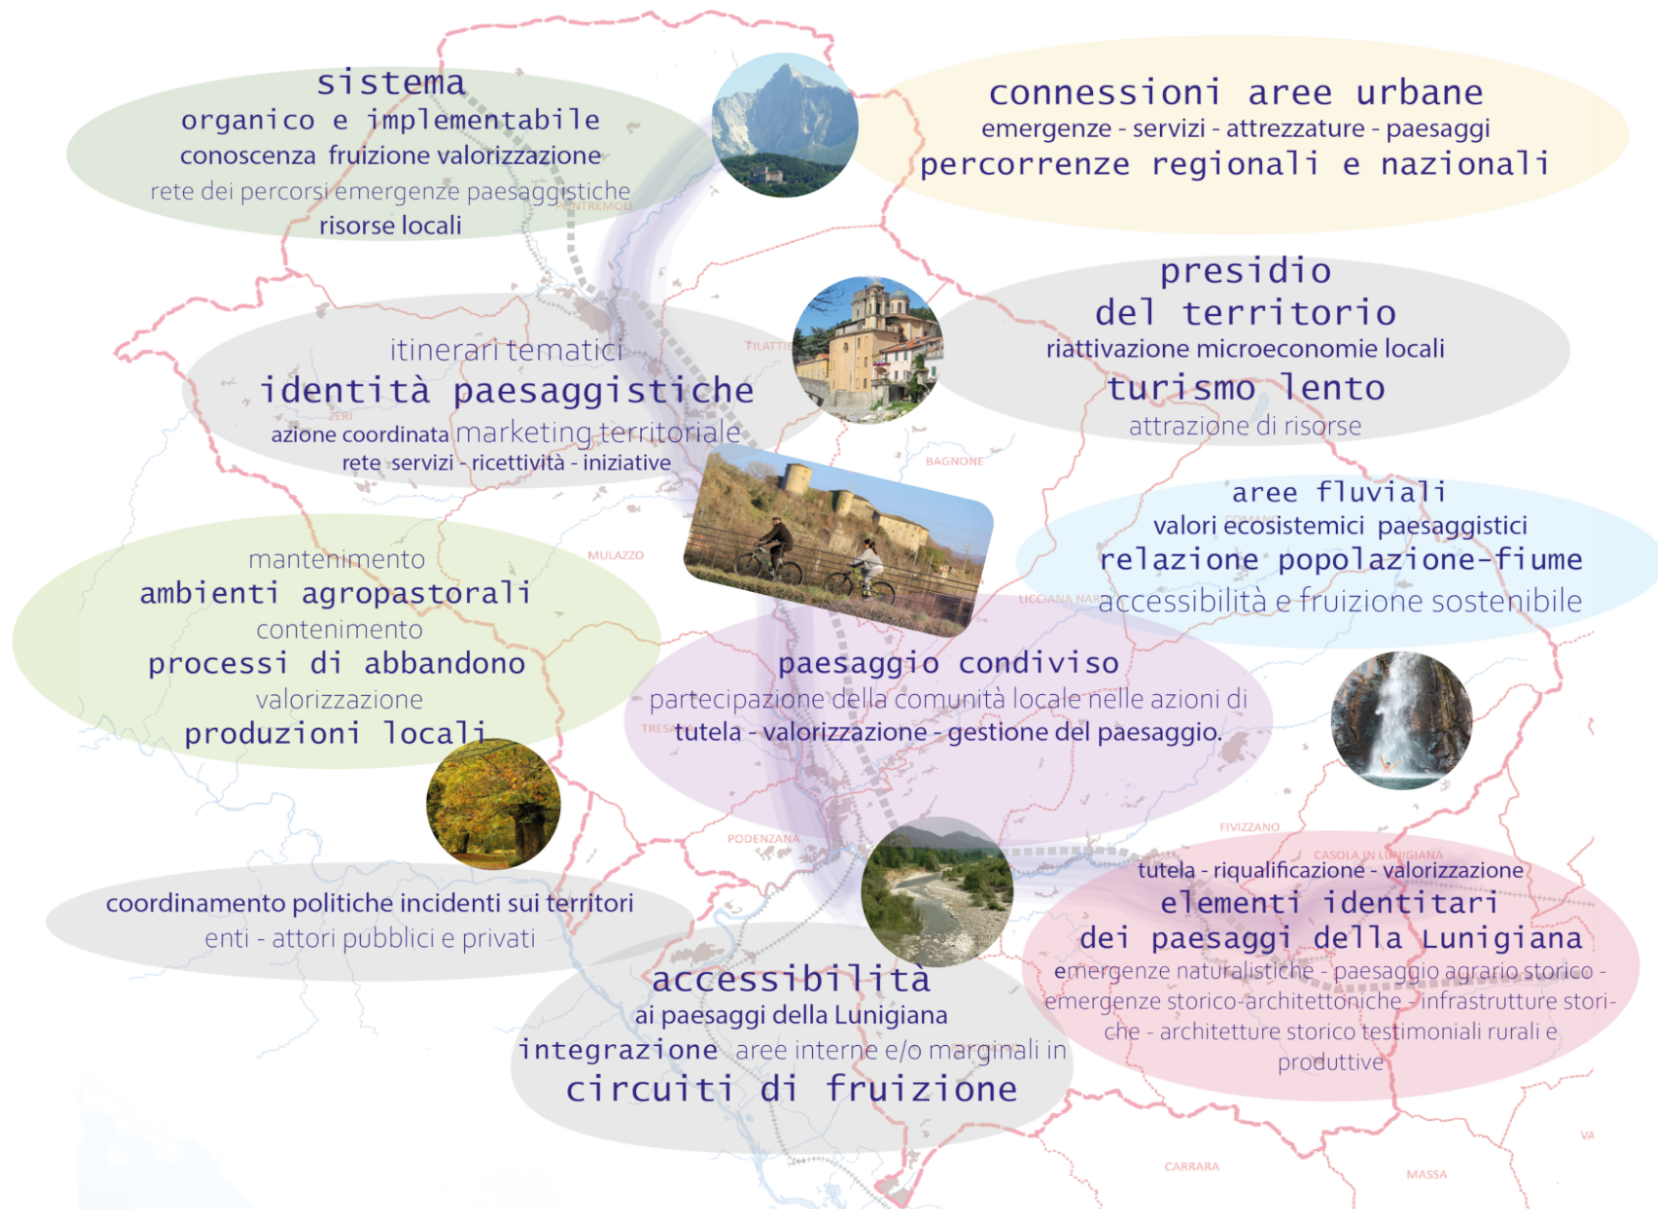 sistema
organico e implementabile
conoscenza fruizione valorizzazione
rete dei percorsi emergenze paesaggistiche
risorse locali
PONTREMOLI
connessioni aree urbane
emergenze - servizi - attrezzature - paesaggi
percorrenze regionali e nazionali
presidio
del territorio
riattivazione microeconomie locali
turismo lento
attrazione di risorse
itinerari tematici
identità paesaggistiche
azione coordinata marketing territoriale
rete servizi - ricettività - iniziative
ZERI
BAGNONE
aree fluviali
valori ecosistemici paesaggistici
relazione popolazione-fiume
accessibilità e fruizione sostenibile
COMANO
MULAZZO
mantenimento
ambienti agropastorali
contenimento
processi di abbandono
valorizzazione
produzioni locali
LICCIANA NAR
paesaggio condiviso
partecipazione della comunità locale nelle azioni di
tutela - valorizzazione - gestione del paesaggio.
PODENZANA
FIVIZZANO
CASOLA IN LUNIGIANA
tutela - riqualificazione - valorizzazione
elementi identitari
dei paesaggi della Lunigiana
emergenze naturalistiche - paesaggio agrario storico -
emergenze storico-architettoniche - infrastrutture stori-
che - architetture storico testimoniali rurali e
produttive
coordinamento politiche incidenti sui territori
enti - attori pubblici e privati
accessibilità
ai paesaggi della Lunigiana
integrazione aree interne e/o marginali in
circuiti di fruizione
CARRARA
MASSA
VA